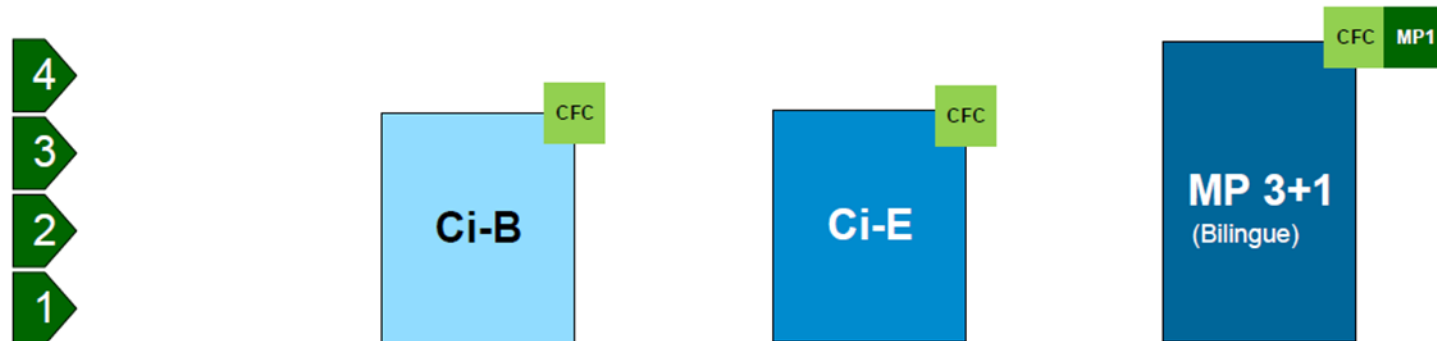 CFC MP1
4
CFC
CFC
3
MP 3+1
Ci-B
Ci-E
2
(Bilingue)
1